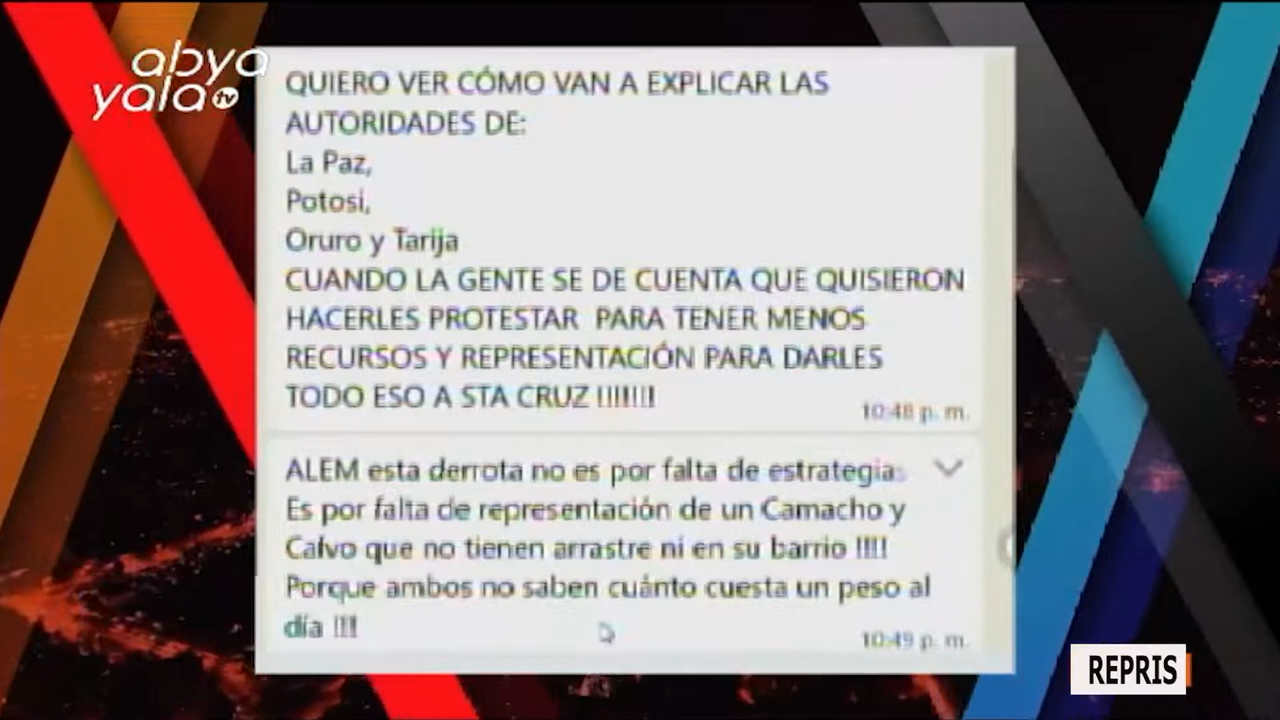 abya
yala tv
QUIERO VER CÓMO VAN A EXPLICAR LAS
AUTORIDADES DE:
La Paz,
Potosi,
Oruro y Tarija
CUANDO LA GENTE SE DE CUENTA QUE QUISIERON
HACERLES PROTESTAR PARA TENER MENOS
RECURSOS Y REPRESENTACIÓN PARA DARLES
TODO ESO A STA CRUZ !!!!!!!
10:48 p. m.
ALEM esta derrota no es por falta de estrategias
Es por falta de representación de un Camacho y
Calvo que no tienen arrastre ni en su barrio !!!!
Porque ambos no saben cuánto cuesta un peso al
día !!!
10:49 p. m.
REPRIS